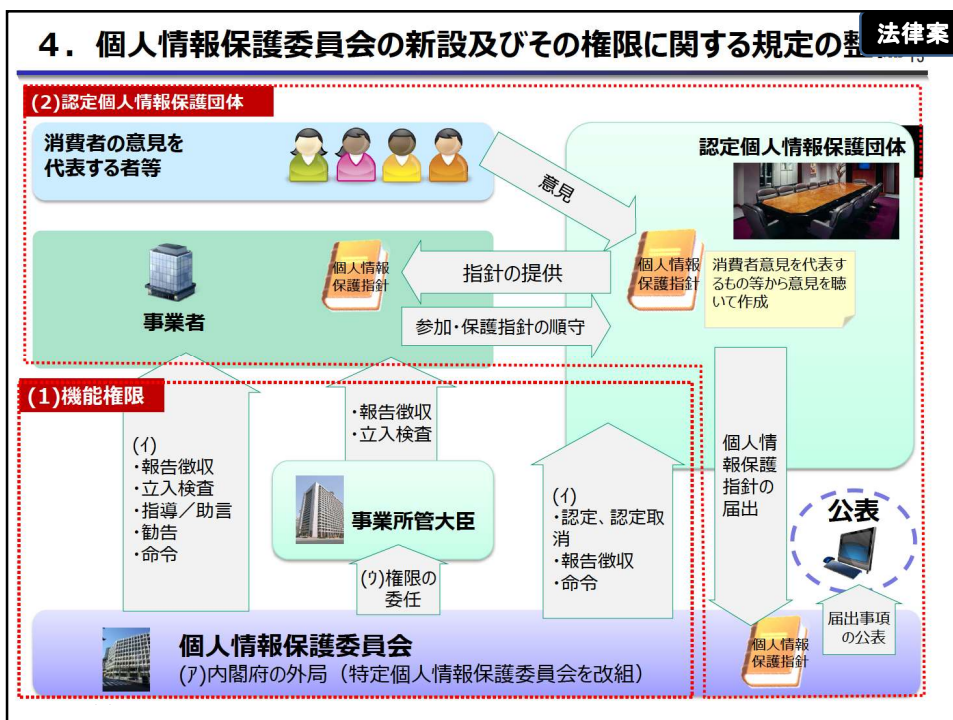 ４．個人情報保護委員会の新設及びその権限に関する規定の整
法律案
(2)認定個人情報保護団体
消費者の意見を
代表する者等
意見
認定個人情報保護団体
事業者
個人情報
保護指針
指針の提供
参加・保護指針の順守
個人情報
保護指針
消費者意見を代表す
るもの等から意見を聴
いて作成
(1)機能権限
(ｲ)
・報告徴収
・立入検査
・指導／助言
・勧告
・命令
・報告徴収
・立入検査
事業所管大臣
(ｳ)権限の
委任
(ｲ)
・認定、認定取
消
・報告徴収
・命令
個人情
報保護
指針の
届出
公表
届出事項
の公表
個人情報保護委員会
(ｱ)内閣府の外局（特定個人情報保護委員会を改組）
個人情報
保護指針